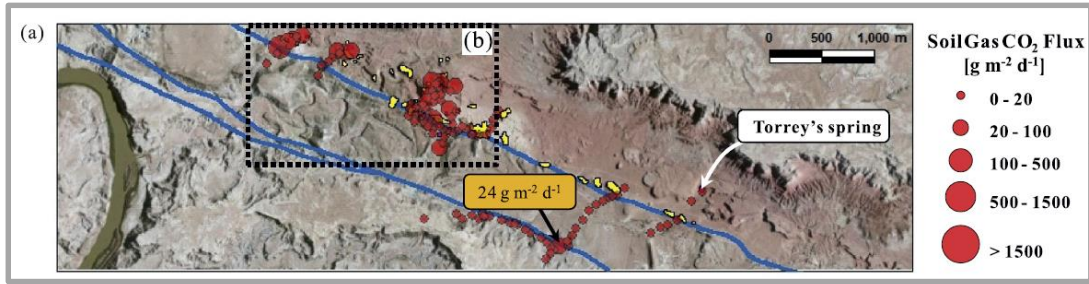 (a)
(b)
0 500 1,000 m
Torrey's spring
24 g m⁻² d⁻¹
Soil Gas CO₂ Flux
[g m⁻² d⁻¹]
0 - 20
20 - 100
100 - 500
500 - 1500
> 1500